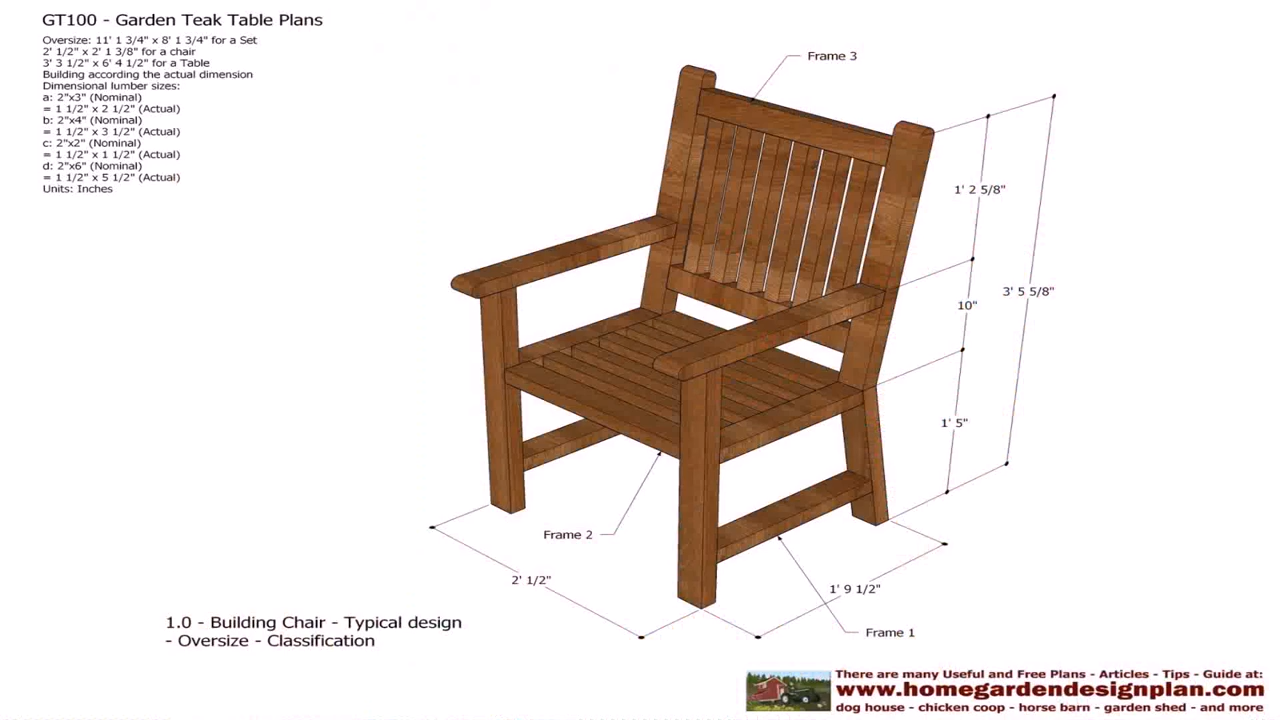 GT100 - Garden Teak Table Plans
Oversize: 11' 1 3/4" x 8' 1 3/4" for a Set
2' 1/2" x 2' 1 3/8" for a chair
3' 3 1/2" x 6' 4 1/2" for a Table
Building according the actual dimension
Dimensional lumber sizes:
a: 2"x3" (Nominal)
= 1 1/2" x 2 1/2" (Actual)
b: 2"x4" (Nominal)
= 1 1/2" x 3 1/2" (Actual)
c: 2"x2" (Nominal)
= 1 1/2" x 1 1/2" (Actual)
d: 2"x6" (Nominal)
= 1 1/2" x 5 1/2" (Actual)
Units: Inches
Frame 3
1' 2 5/8"
3' 5 5/8"
10"
1' 5"
Frame 2
2' 1/2"
1' 9 1/2"
Frame 1
1.0 - Building Chair - Typical design
- Oversize - Classification
There are many Useful and Free Plans - Articles - Tips - Guide at:
www.homegardendesignplan.com
dog house - chicken coop - horse barn - garden shed - and more